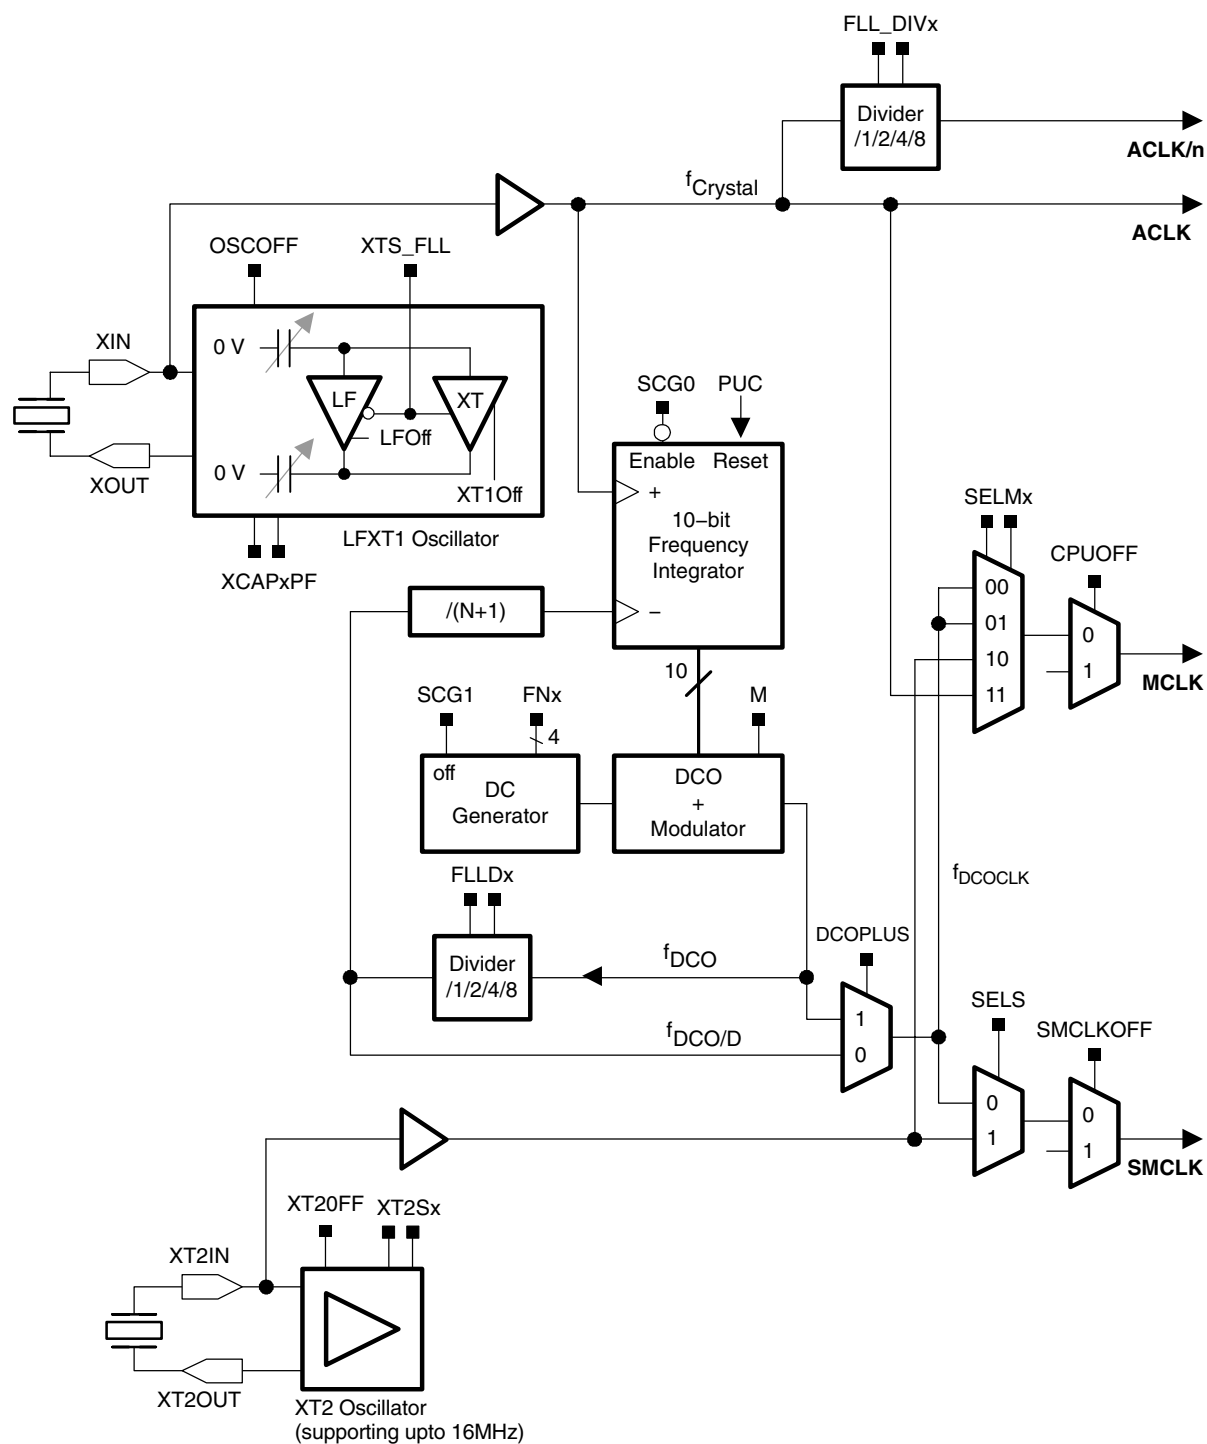 FLL_DIVx
Divider
/1/2/4/8
ACLK/n
fCrystal
ACLK
OSCOFF
XTS_FLL
XIN
0 V
LF
XT
LFOff
0 V
XT1Off
XOUT
LFXT1 Oscillator
XCAPxPF
SCG0
PUC
Enable
Reset
+
10–bit
Frequency
Integrator
–
/(N+1)
10
SELMx
CPUOFF
00
01
10
11
0
1
MCLK
SCG1
FNx
4
M
off
DC
Generator
DCO
+
Modulator
fDCOCLK
FLLDx
Divider
/1/2/4/8
fDCO
fDCO/D
DCOPLUS
1
0
SELS
SMCLKOFF
0
1
0
1
SMCLK
XT20FF
XT2Sx
XT2IN
XT2OUT
XT2 Oscillator
(supporting upto 16MHz)